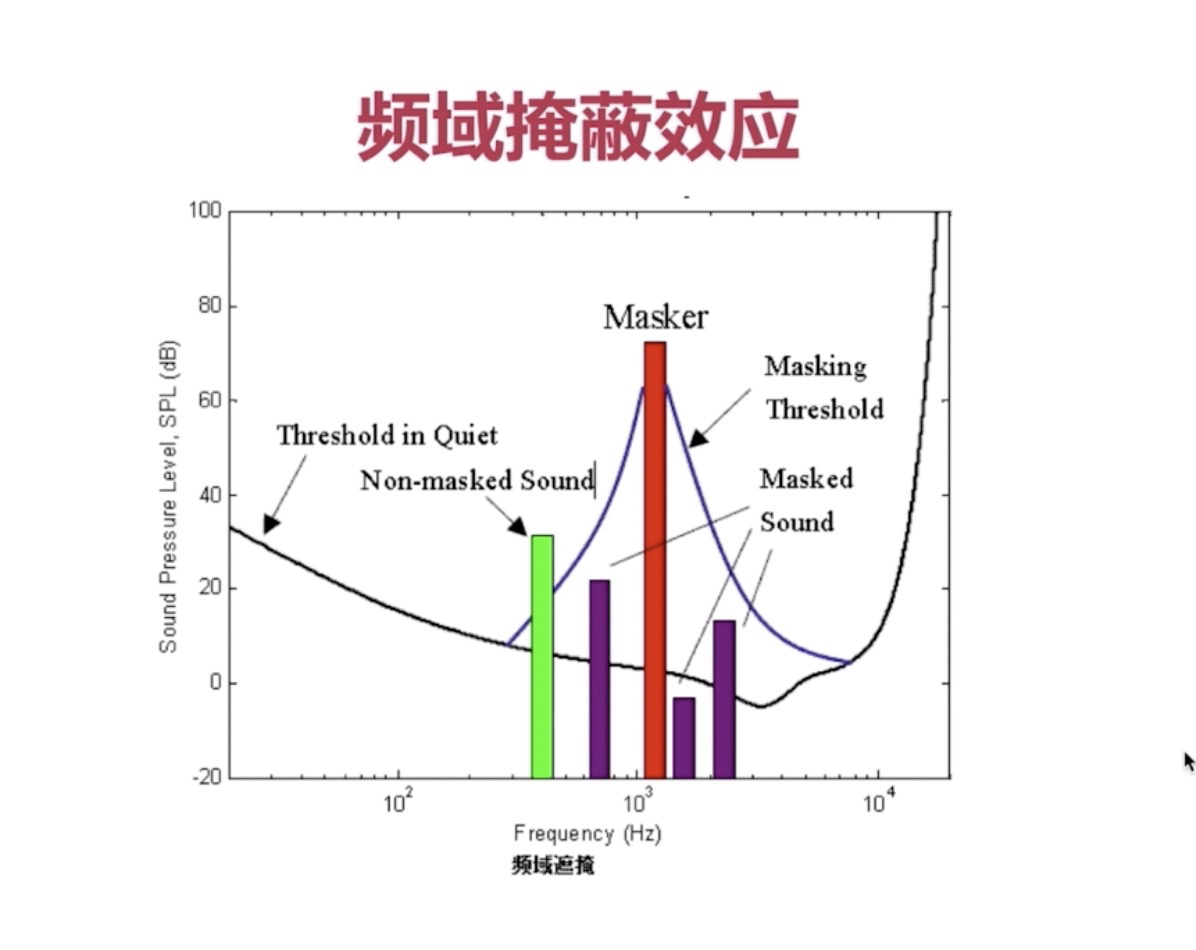 频域掩蔽效应
100
80
60
40
20
0
-20
Sound Pressure Level, SPL (dB)
Masker
Masking
Threshold
Threshold in Quiet
Non-masked Sound
Masked
Sound
10²
10³
10⁴
Frequency (Hz)
频域遮掩